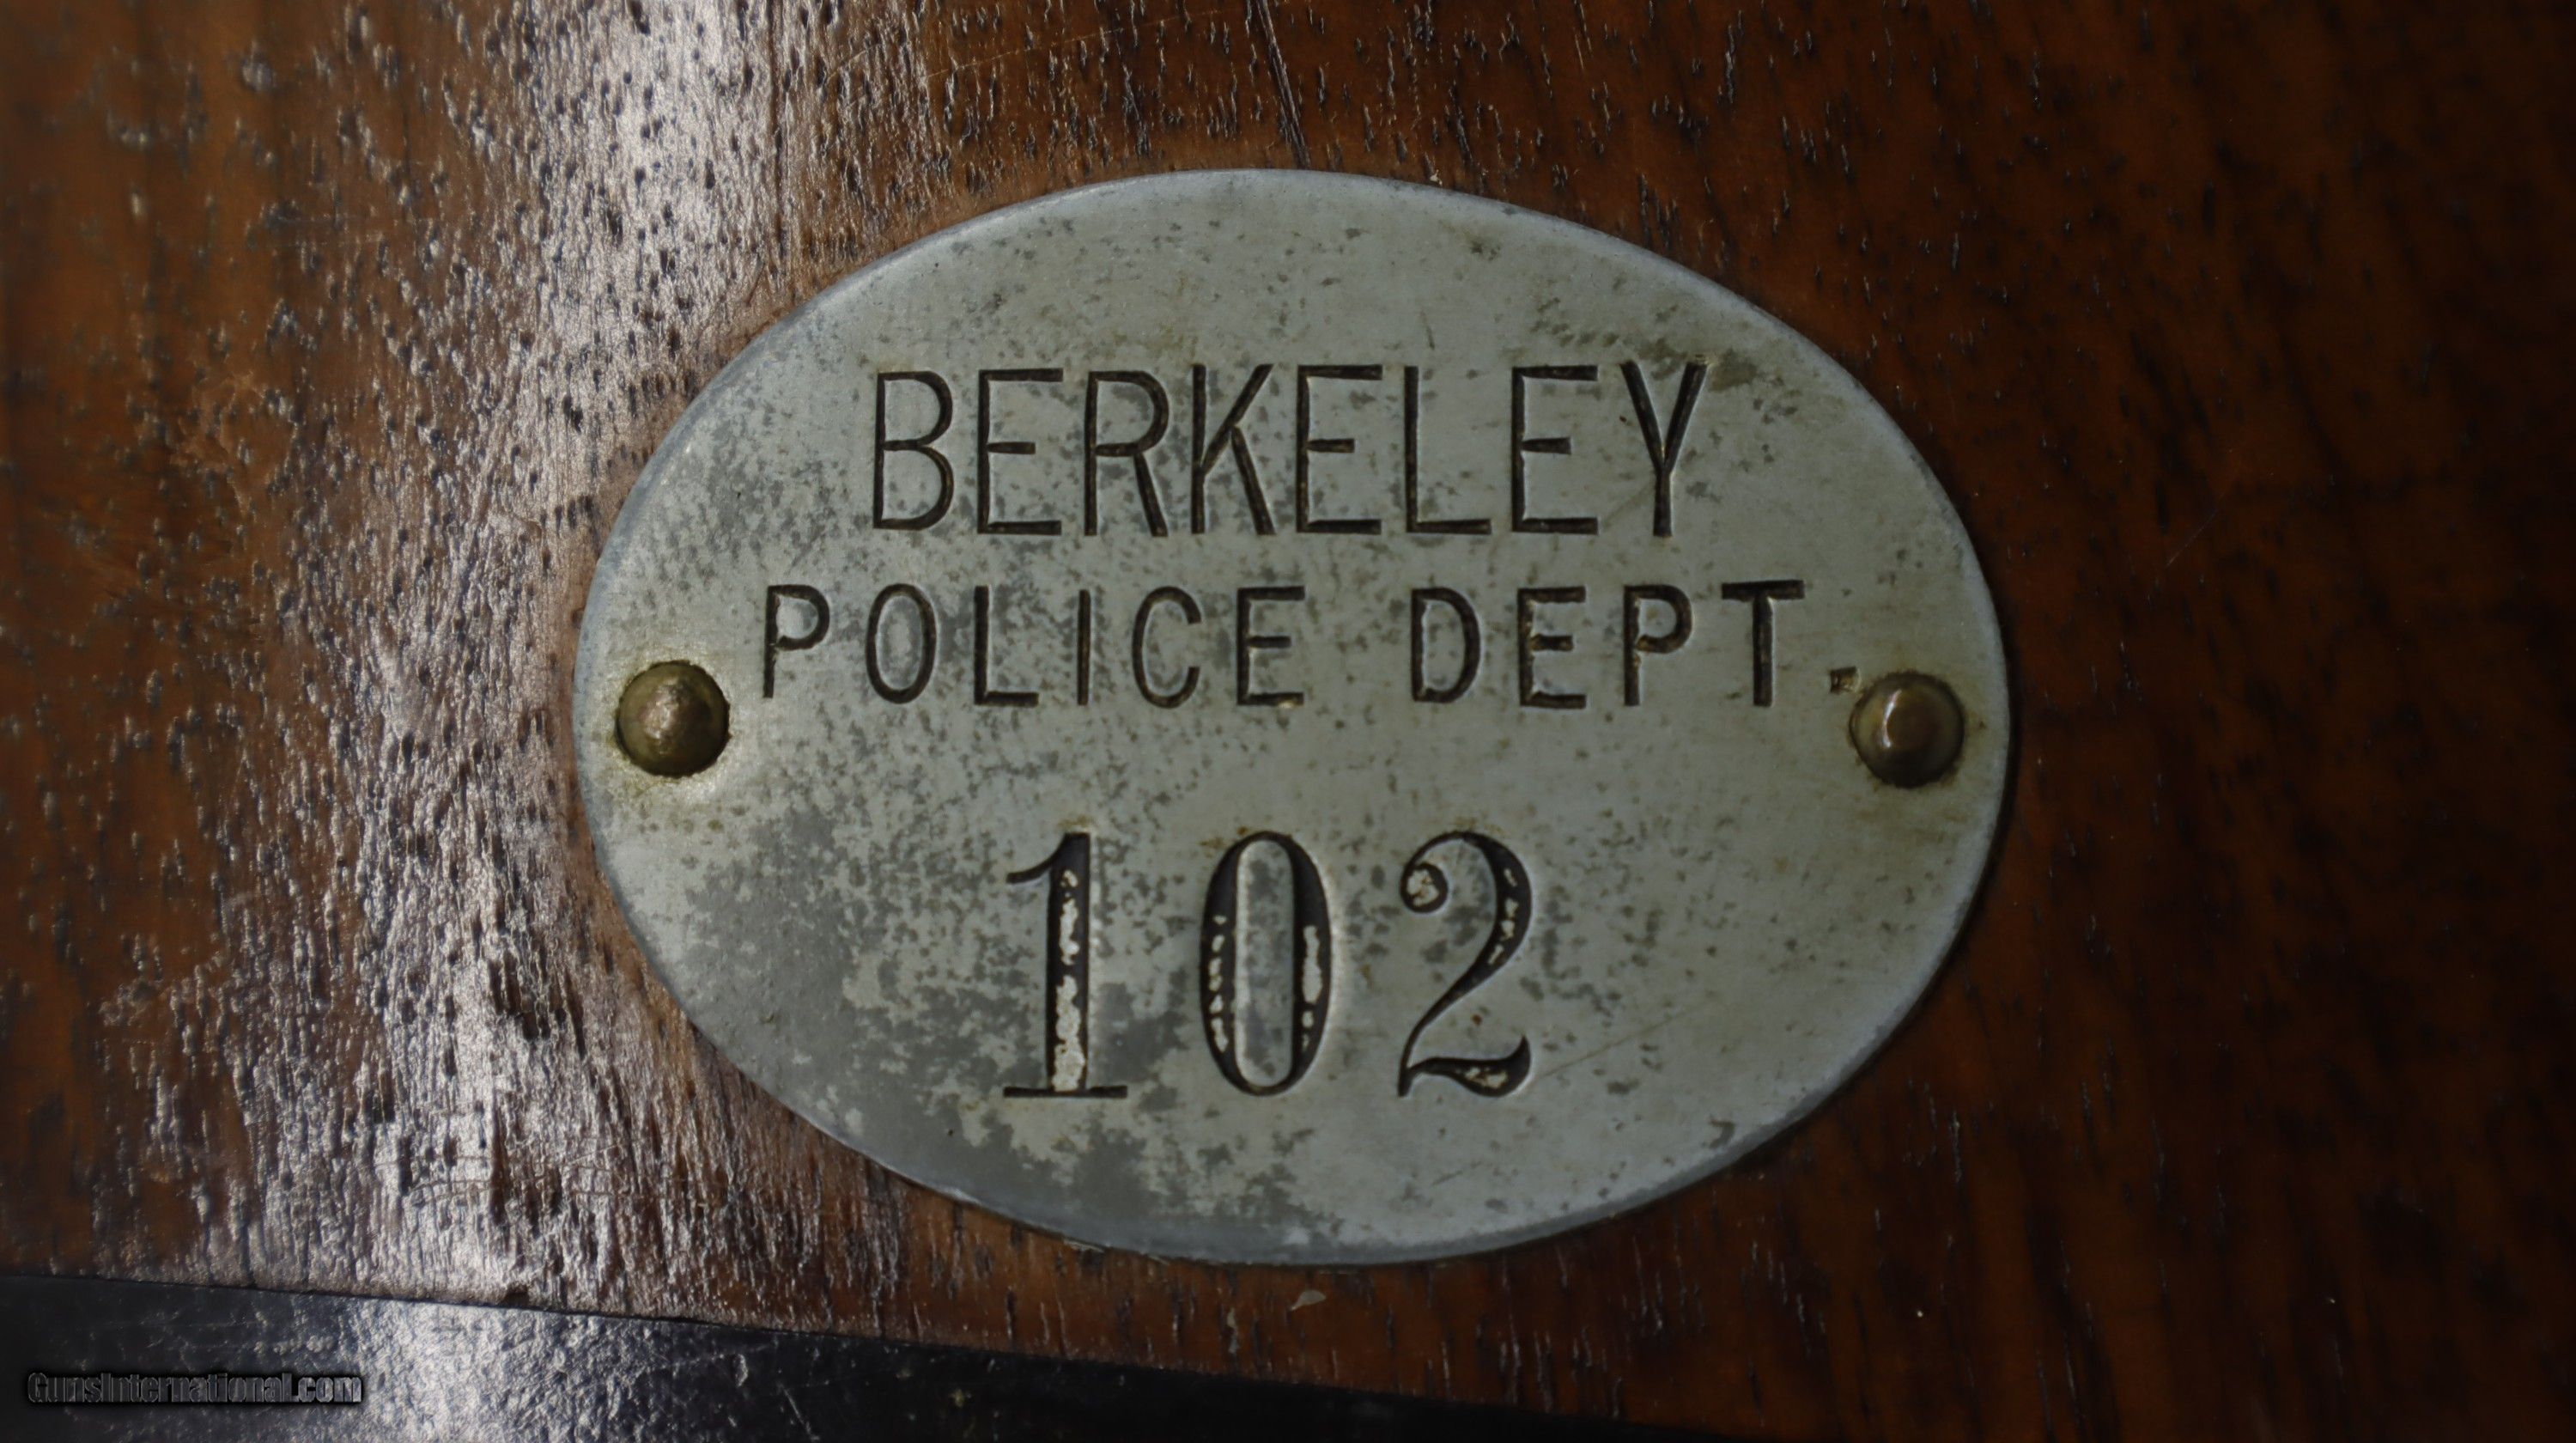 BERKELEY
POLICE DEPT.
102
GunsInternational.com